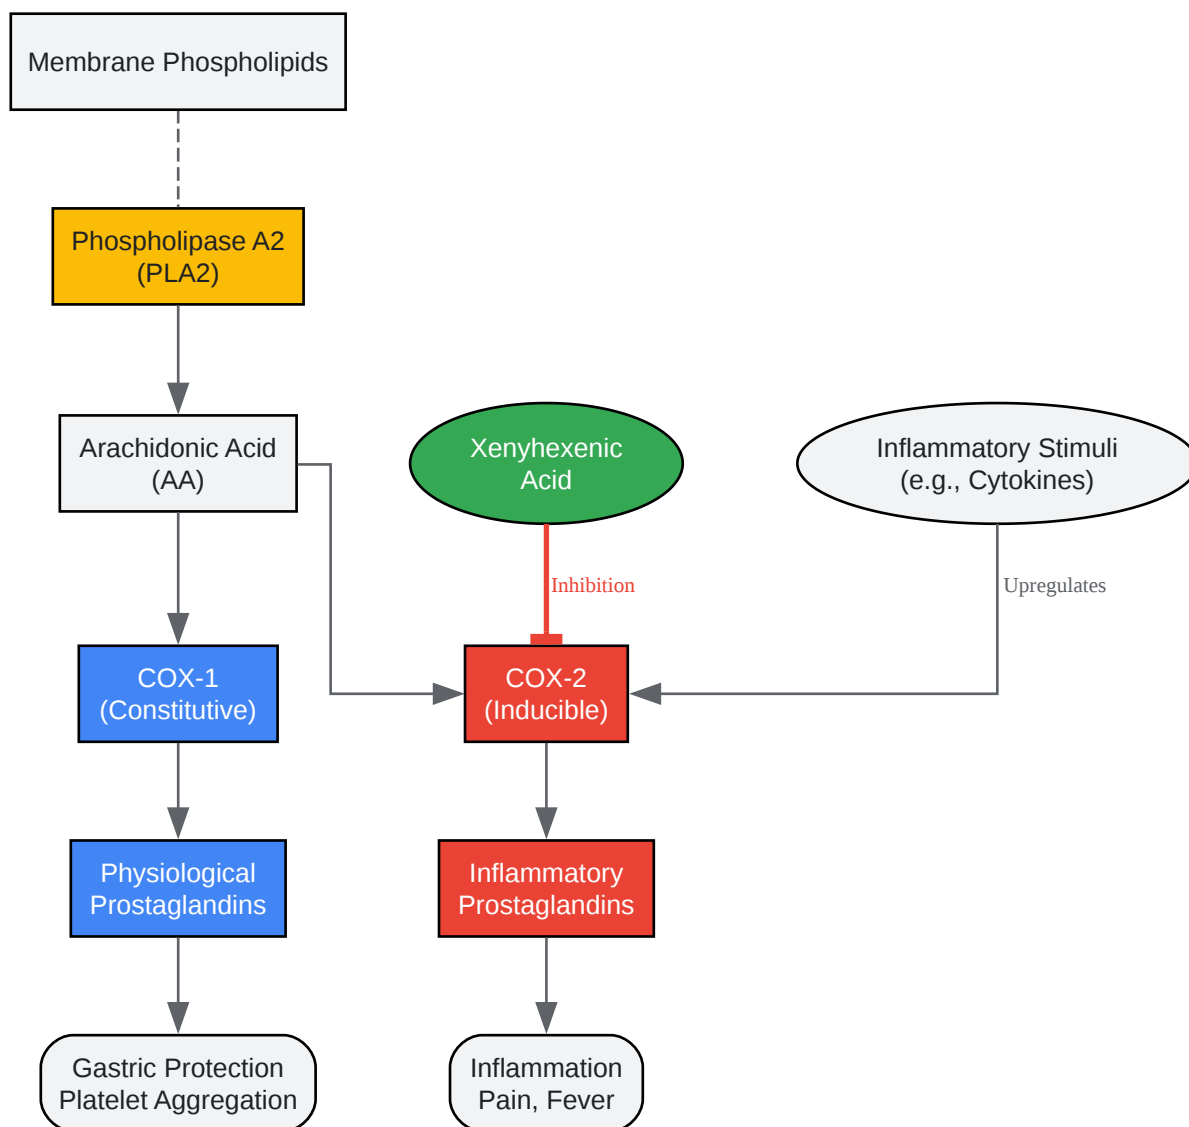 Membrane Phospholipids
Phospholipase A2
(PLA2)
Arachidonic Acid
(AA)
Xenyhexenic
Acid
Inflammatory Stimuli
(e.g., Cytokines)
Inhibition
Upregulates
COX-1
(Constitutive)
COX-2
(Inducible)
Physiological
Prostaglandins
Inflammatory
Prostaglandins
Gastric Protection
Platelet Aggregation
Inflammation
Pain, Fever